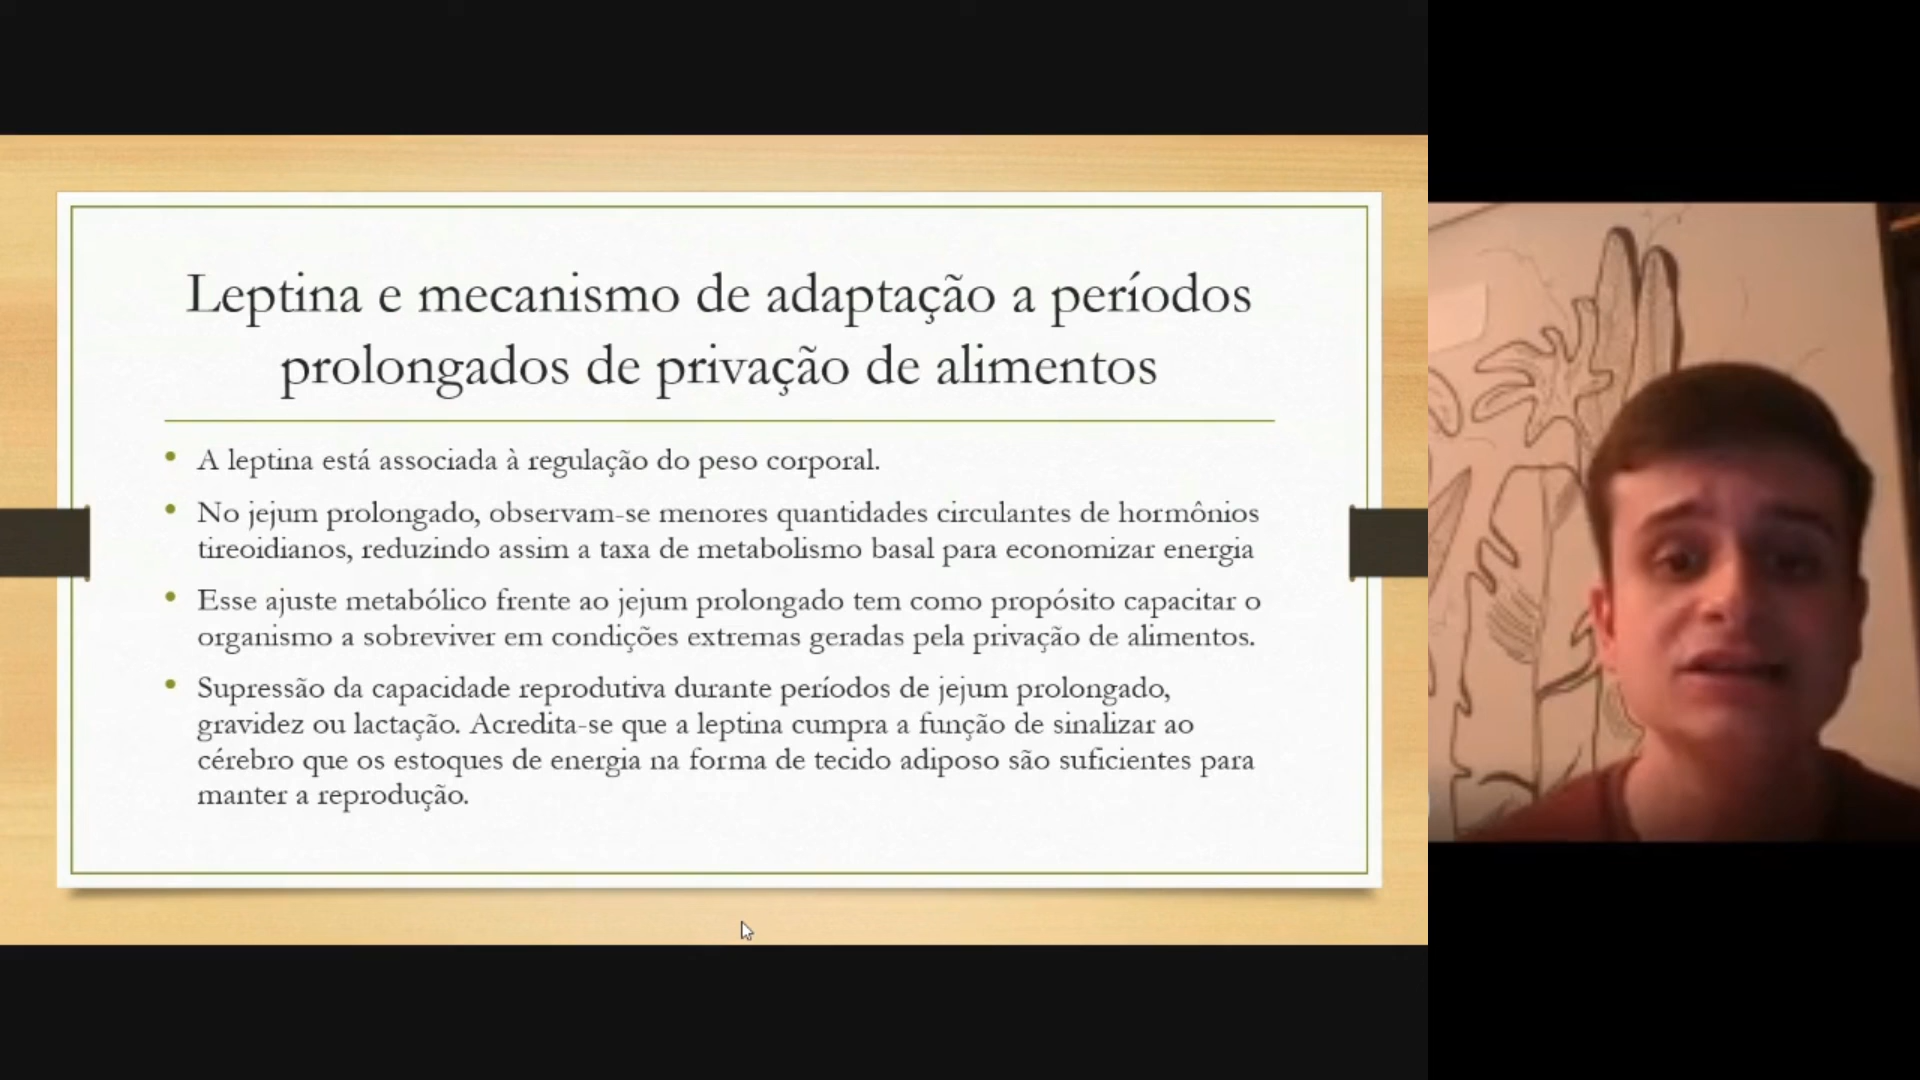 Leptina e mecanismo de adaptação a períodos
prolongados de privação de alimentos
• A leptina está associada à regulação do peso corporal.
• No jejum prolongado, observam-se menores quantidades circulantes de hormônios
tireoidianos, reduzindo assim a taxa de metabolismo basal para economizar energia
• Esse ajuste metabólico frente ao jejum prolongado tem como propósito capacitar o
organismo a sobreviver em condições extremas geradas pela privação de alimentos.
• Supressão da capacidade reprodutiva durante períodos de jejum prolongado,
gravidez ou lactação. Acredita-se que a leptina cumpra a função de sinalizar ao
cérebro que os estoques de energia na forma de tecido adiposo são suficientes para
manter a reprodução.